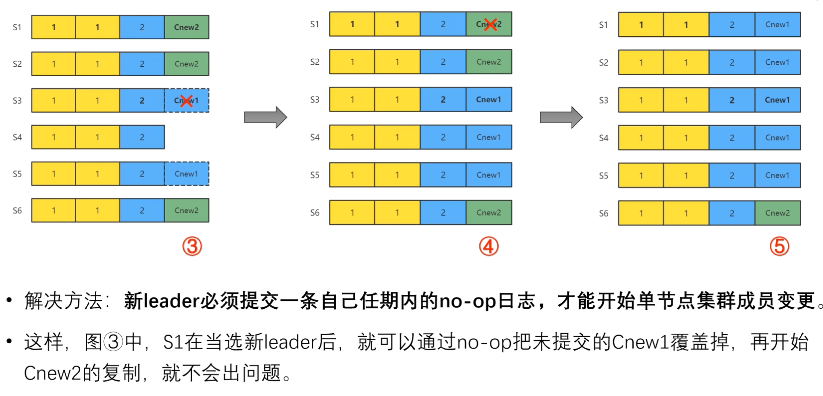 S1 1 1 2 Cnew2
S2 1 1 2 Cnew2
S3 1 1 2 Cnew1
S4 1 1 2
S5 1 1 2 Cnew1
S6 1 1 2 Cnew2
③
S1 1 1 2 Cnew2
S2 1 1 2 Cnew2
S3 1 1 2 Cnew1
S4 1 1 2 Cnew1
S5 1 1 2 Cnew1
S6 1 1 2 Cnew2
④
S1 1 1 2 Cnew1
S2 1 1 2 Cnew1
S3 1 1 2 Cnew1
S4 1 1 2 Cnew1
S5 1 1 2 Cnew1
S6 1 1 2 Cnew2
⑤
• 解决方法：新leader必须提交一条自己任期内的no-op日志，才能开始单节点集群成员变更。
• 这样，图③中，S1在当选新leader后，就可以通过no-op把未提交的Cnew1覆盖掉，再开始
Cnew2的复制，就不会出问题。